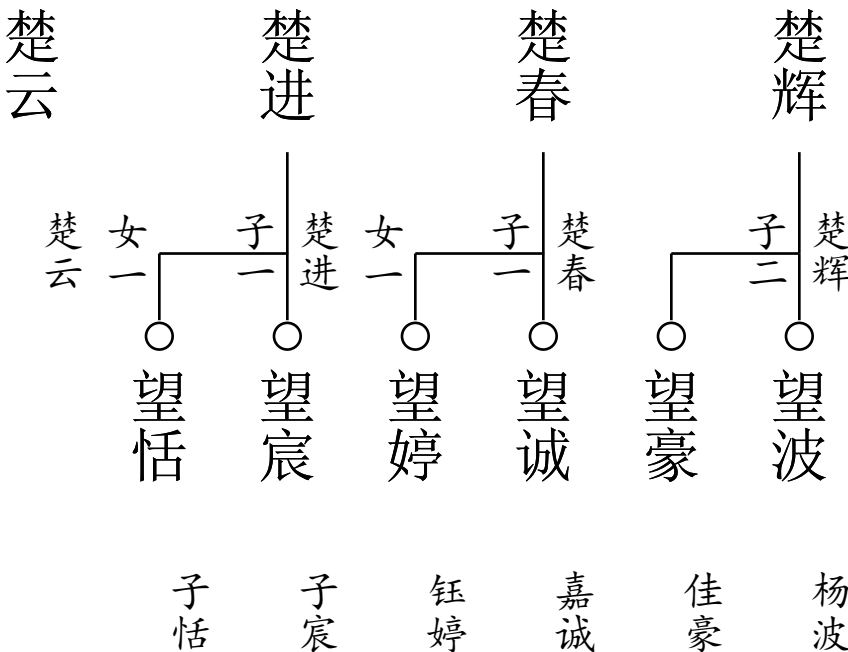 楚辉
楚春
楚进
楚云
楚辉
子二
楚春
子一
女一
楚进
子一
女一
楚云
望波
望豪
望诚
望婷
望宸
望恬
杨波
佳豪
嘉诚
钰婷
子宸
子恬